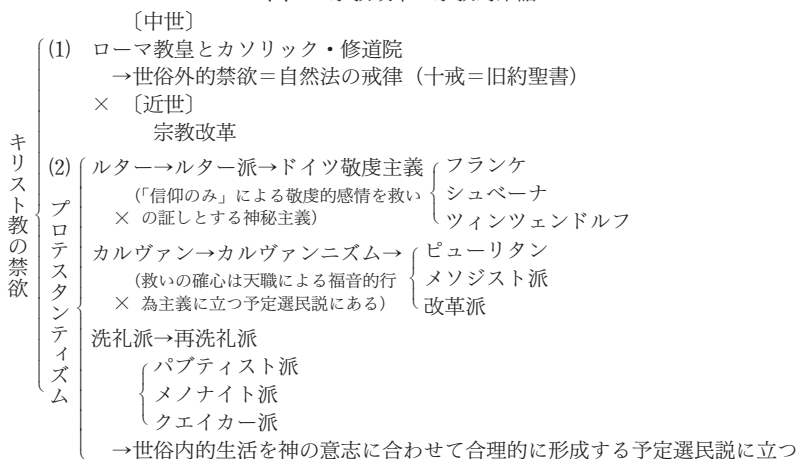 〔中世〕
(1) ローマ教皇とカソリック・修道院
→世俗外的禁欲＝自然法の戒律（十戒＝旧約聖書）
× 〔近世〕
宗教改革
キリスト教の禁欲
(2) プロテスタンティズム
ルター→ルター派→ドイツ敬虔主義
（「信仰のみ」による敬虔的感情を救い
× の証しとする神秘主義）
フランケ
シュベーナ
ツィンツェンドルフ
カルヴァン→カルヴァンニズム→
（救いの確心は天職による福音的行
× 為主義に立つ予定選民説にある）
ピューリタン
メソジスト派
改革派
洗礼派→再洗礼派
パプティスト派
メノナイト派
クエイカー派
→世俗内的生活を神の意志に合わせて合理的に形成する予定選民説に立つ